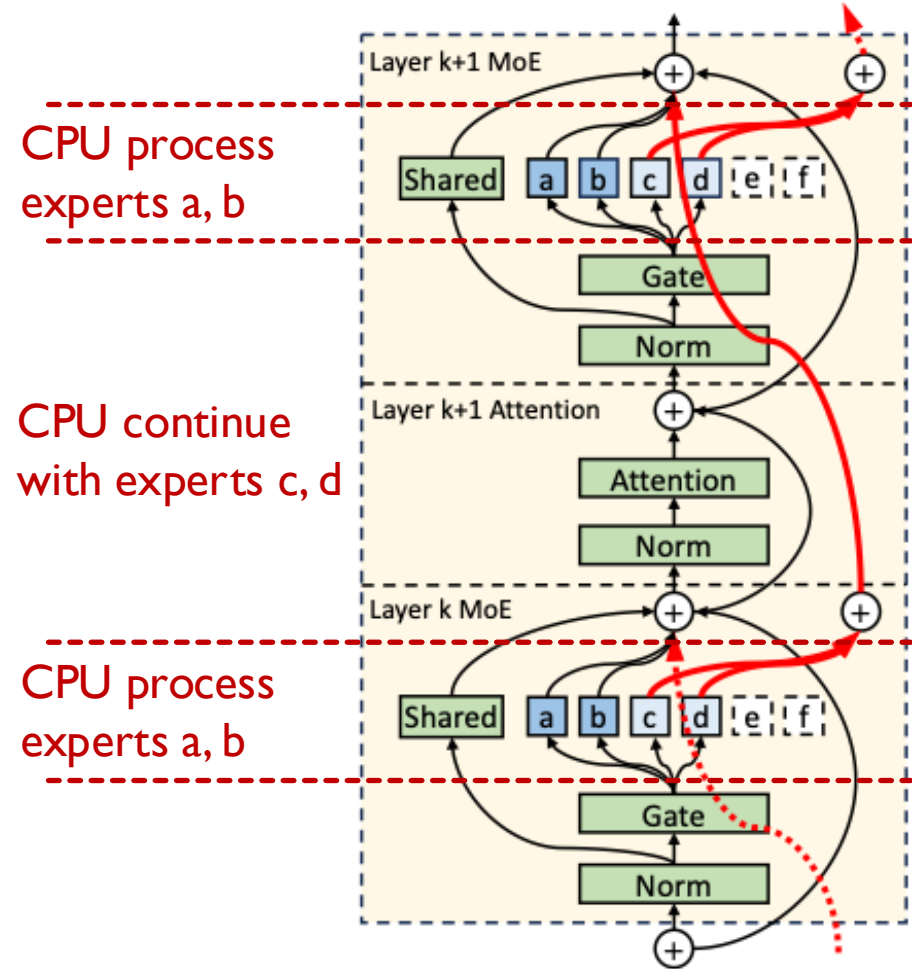 Layer k+1 MoE
+
+
CPU process
experts a, b
Shared
a
b
c
d
e
f
Gate
Norm
CPU continue
with experts c, d
Layer k+1 Attention
+
Attention
Norm
Layer k MoE
+
+
CPU process
experts a, b
Shared
a
b
c
d
e
f
Gate
Norm
+